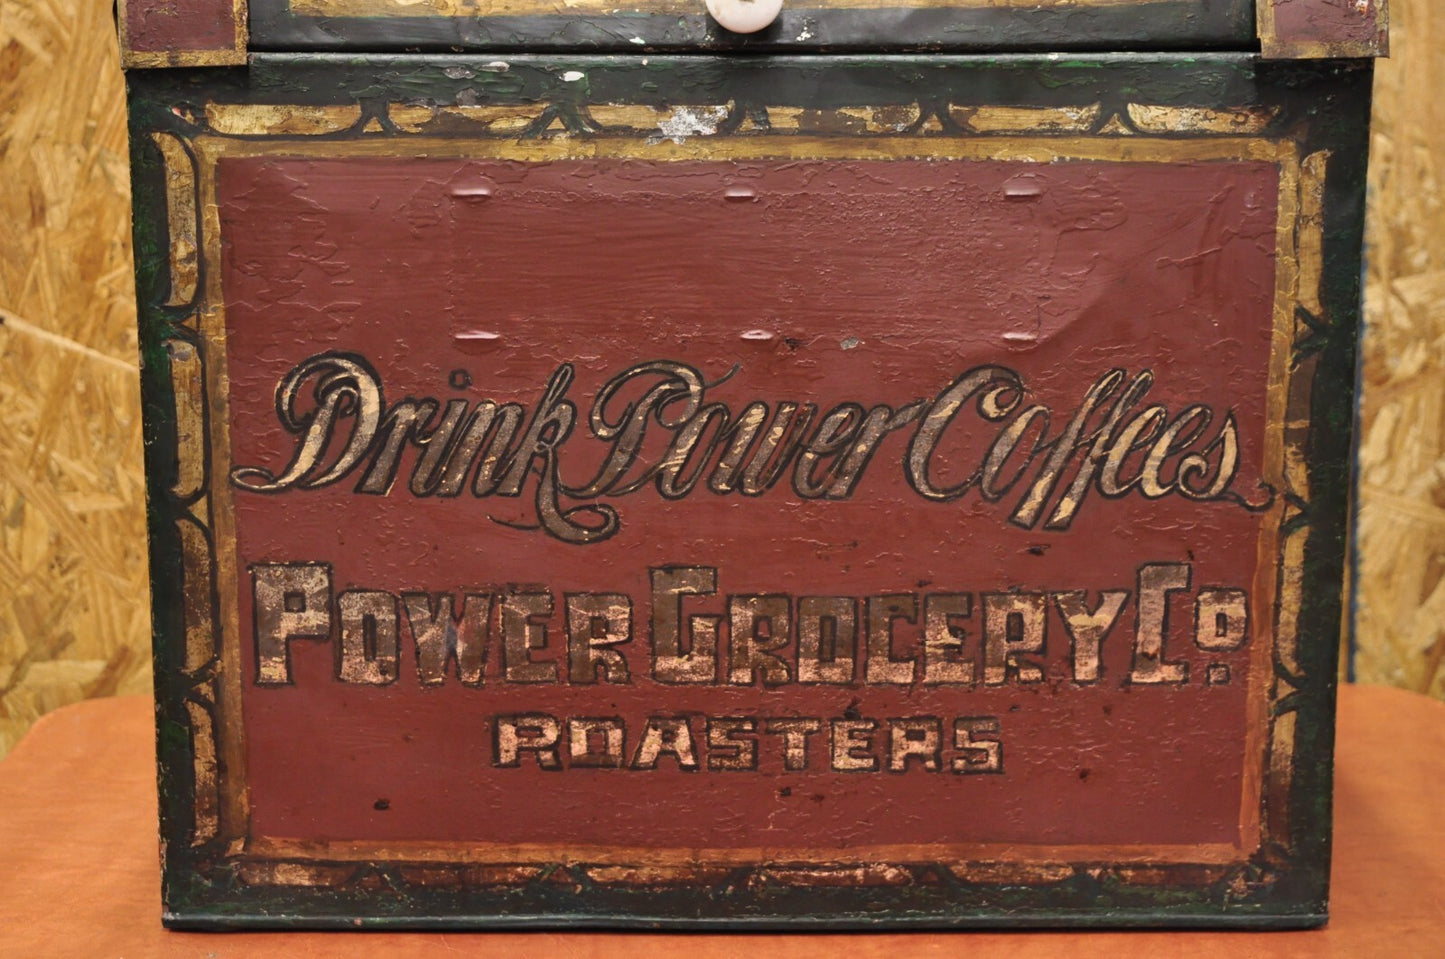 Drink Power Coffees
POWER GROCERY Co.
ROASTERS